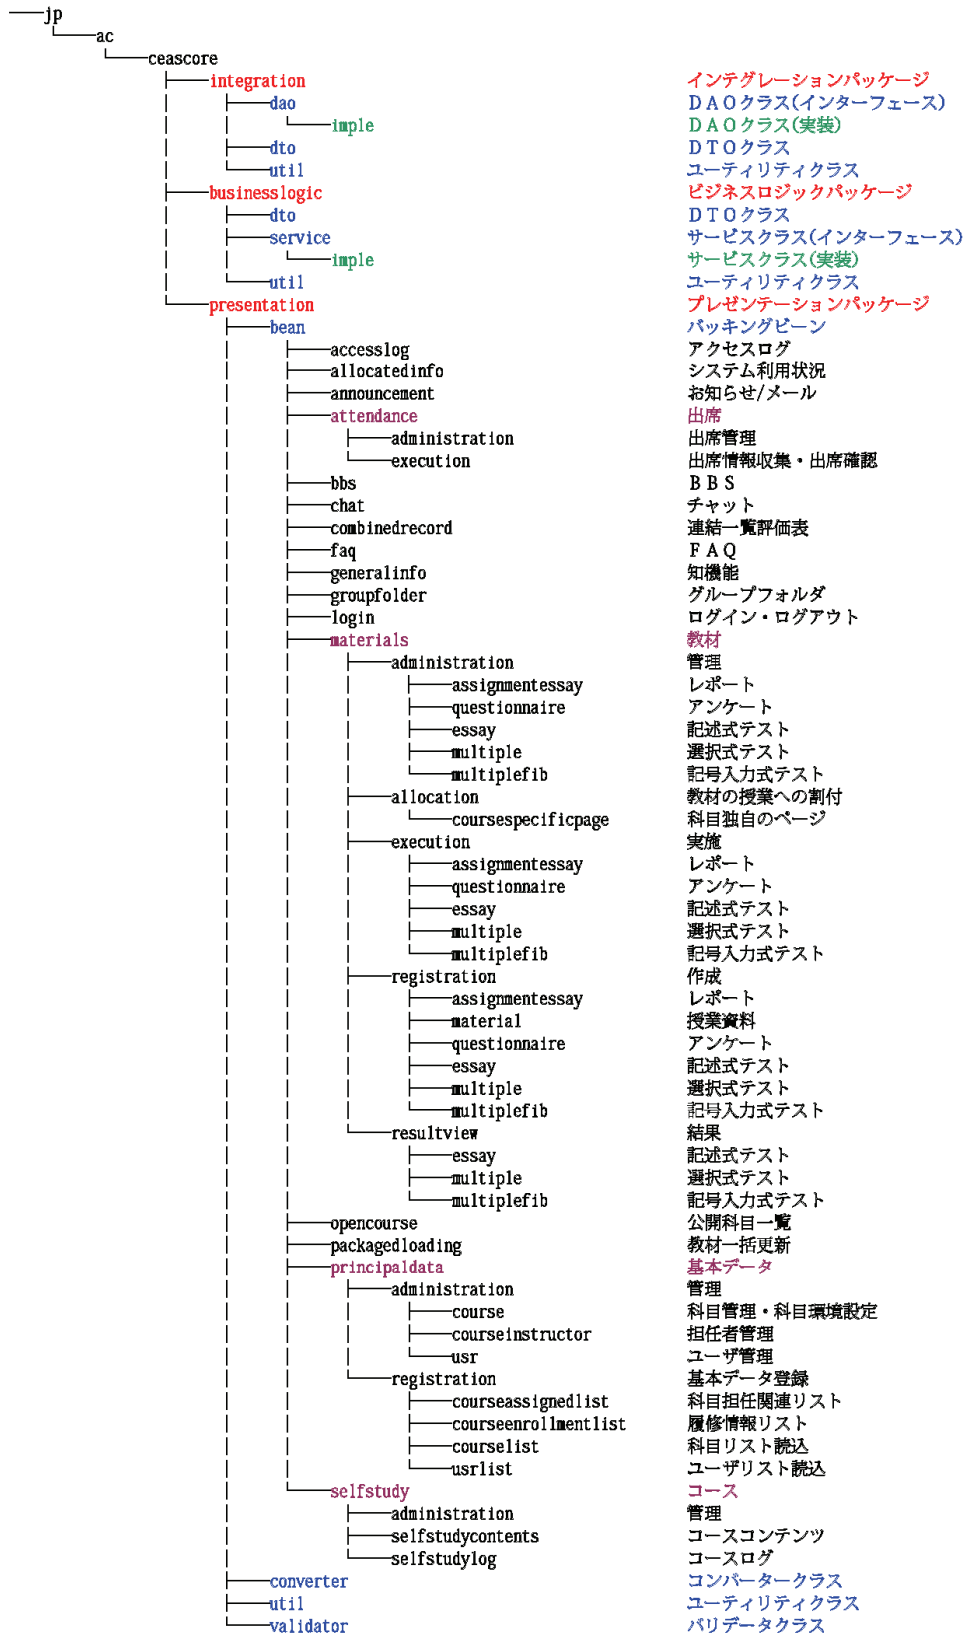 jp
ac
ceascore
integration インテグレーションパッケージ
dao ＤＡＯクラス(インターフェース)
imple ＤＡＯクラス(実装)
dto ＤＴＯクラス
util ユーティリティクラス
businesslogic ビジネスロジックパッケージ
dto ＤＴＯクラス
service サービスクラス(インターフェース)
imple サービスクラス(実装)
util ユーティリティクラス
presentation プレゼンテーションパッケージ
bean バッキングビーン
accesslog アクセスログ
allocatedinfo システム利用状況
announcement お知らせ/メール
attendance 出席
administration 出席管理
execution 出席情報収集・出席確認
bbs ＢＢＳ
chat チャット
combinedrecord 連結一覧評価表
faq ＦＡＱ
generalinfo 知機能
groupfolder グループフォルダ
login ログイン・ログアウト
materials 教材
administration 管理
assignmentessay レポート
questionnaire アンケート
essay 記述式テスト
multiple 選択式テスト
multiplefib 記号入力式テスト
allocation 教材の授業への割付
coursespecificpage 科目独自のページ
execution 実施
assignmentessay レポート
questionnaire アンケート
essay 記述式テスト
multiple 選択式テスト
multiplefib 記号入力式テスト
registration 作成
assignmentessay レポート
material 授業資料
questionnaire アンケート
essay 記述式テスト
multiple 選択式テスト
multiplefib 記号入力式テスト
resultview 結果
essay 記述式テスト
multiple 選択式テスト
multiplefib 記号入力式テスト
opencourse 公開科目一覧
packagedloading 教材一括更新
principaldata 基本データ
administration 管理
course 科目管理・科目環境設定
courseinstructor 担任者管理
usr ユーザ管理
registration 基本データ登録
courseassignedlist 科目担任関連リスト
courseenrollmentlist 履修情報リスト
courselist 科目リスト読込
usrlist ユーザリスト読込
selfstudy コース
administration 管理
selfstudycontents コースコンテンツ
selfstudylog コースログ
converter コンバータークラス
util ユーティリティクラス
validator バリデータクラス